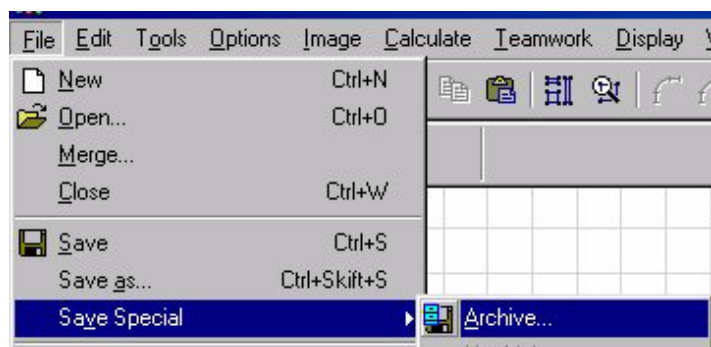 File Edit Tools Options Image Calculate Teamwork Display
New Ctrl+N
Open... Ctrl+O
Merge...
Close Ctrl+W
Save Ctrl+S
Save as... Ctrl+Skift+S
Save Special
Archive...